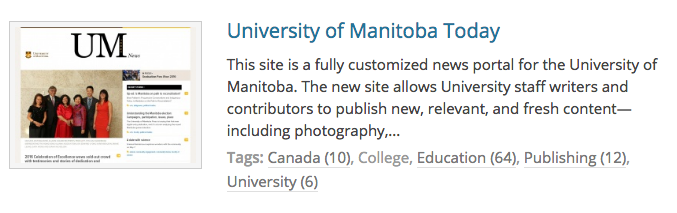 University of Manitoba Today
This site is a fully customized news portal for the University of
Manitoba. The new site allows University staff writers and
contributors to publish new, relevant, and fresh content—
including photography,...
Tags: Canada (10), College, Education (64), Publishing (12),
University (6)
UM News